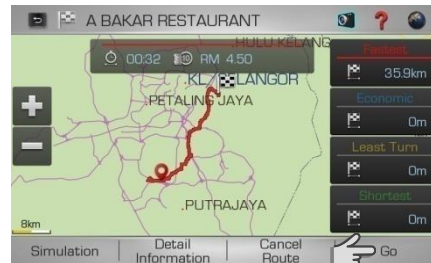 A BAKAR RESTAURANT
?
00:32 10 RM 4.50
HULU KELANG
KL / LANGOR
PETALING JAYA
.PUTRAJAYA
8km
Fastest
35.9km
Economic
0m
Least Turn
0m
Shortest
0m
Simulation
Detail
Information
Cancel
Route
Go